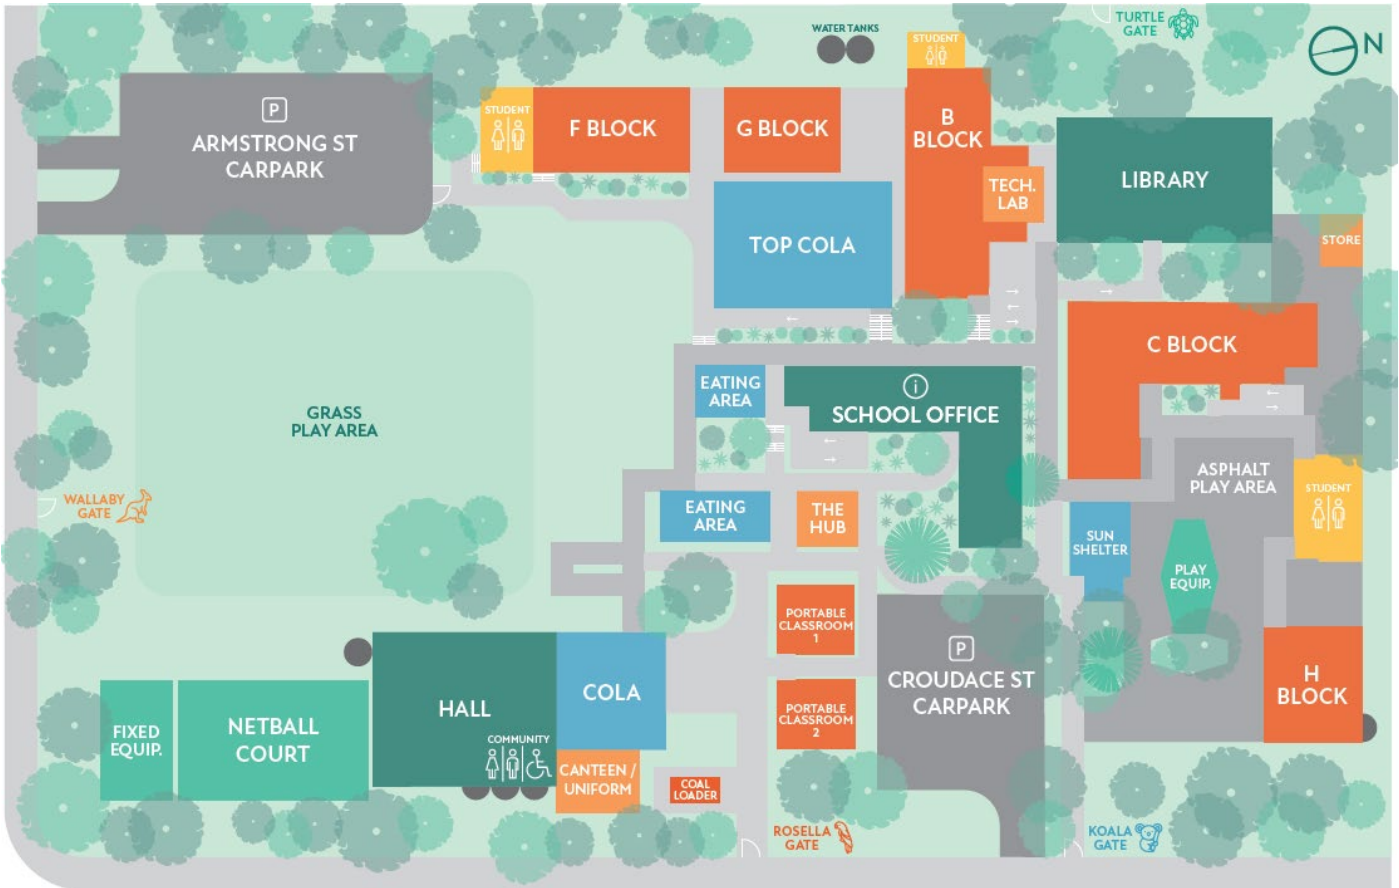 TURTLE
GATE
N
WATER TANKS
STUDENT
P
ARMSTRONG ST
CARPARK
STUDENT
F BLOCK
G BLOCK
B
BLOCK
TECH.
LAB
LIBRARY
STORE
TOP COLA
C BLOCK
EATING
AREA
i
SCHOOL OFFICE
GRASS
PLAY AREA
ASPHALT
PLAY AREA
STUDENT
WALLABY
GATE
EATING
AREA
THE
HUB
SUN
SHELTER
PLAY
EQUIP.
PORTABLE
CLASSROOM
1
P
CROUDACE ST
CARPARK
H
BLOCK
HALL
COLA
PORTABLE
CLASSROOM
2
FIXED
EQUIP.
NETBALL
COURT
COMMUNITY
CANTEEN /
UNIFORM
COAL
LOADER
ROSELLA
GATE
KOALA
GATE